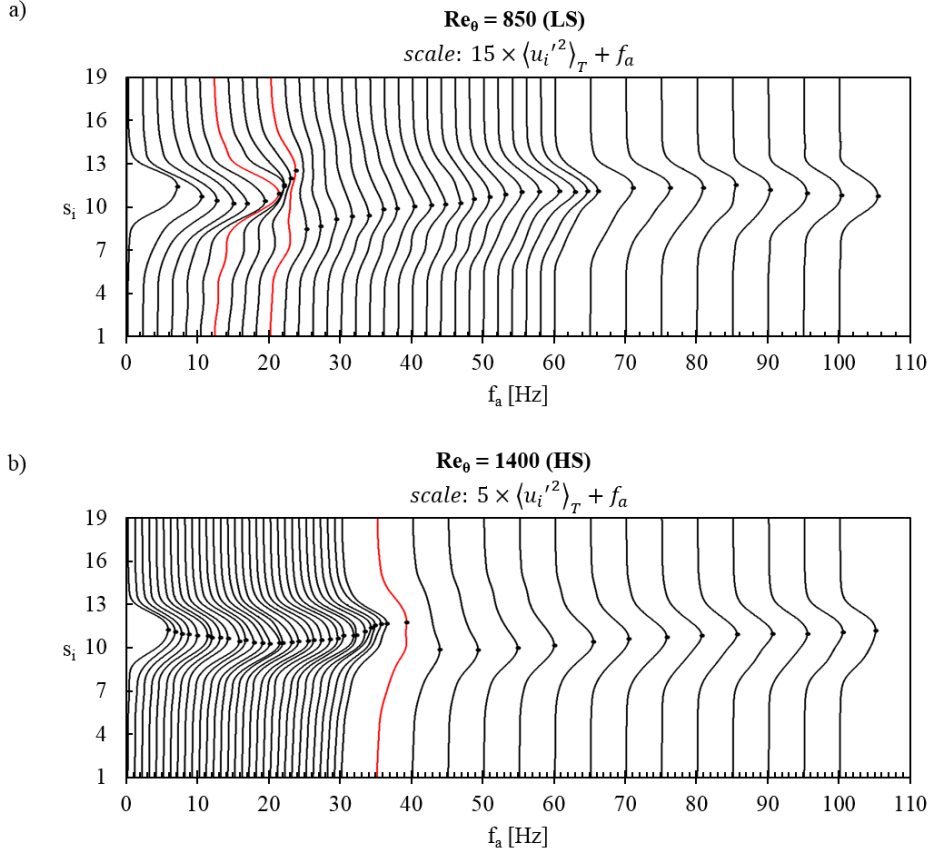 a)
Re_θ = 850 (LS)
scale: 15 × ⟨u_i′²⟩_T + f_a
19
16
13
s_i 10
7
4
1
0 10 20 30 40 50 60 70 80 90 100 110
f_a [Hz]
b)
Re_θ = 1400 (HS)
scale: 5 × ⟨u_i′²⟩_T + f_a
19
16
13
s_i 10
7
4
1
0 10 20 30 40 50 60 70 80 90 100 110
f_a [Hz]